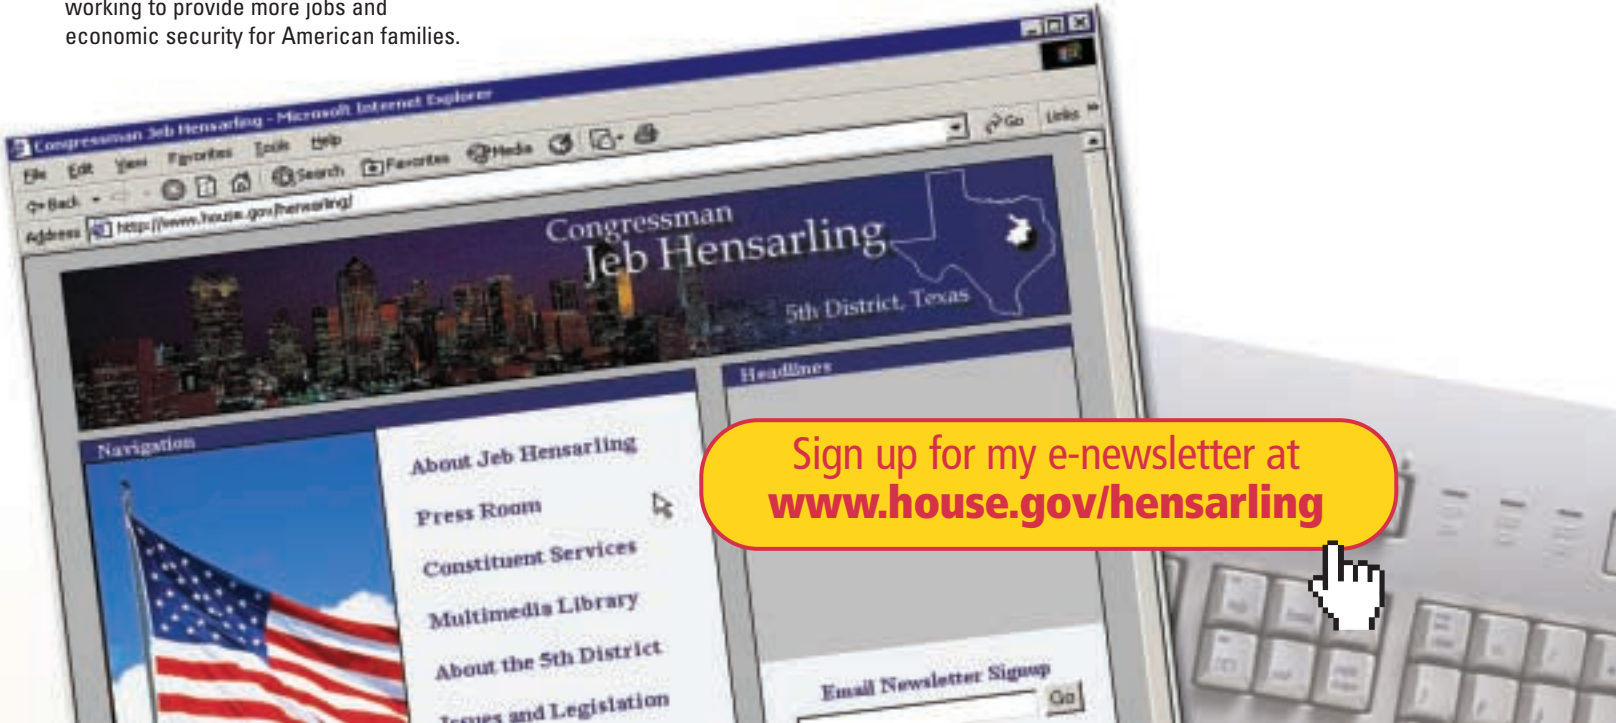 working to provide more jobs and
economic security for American families.
Congressman Jeb Hensarling - Microsoft Internet Explorer
File Edit View Favorites Tools Help
Back Search Favorites Media
Address http://www.house.gov/hensarling/ Go Links
Congressman
Jeb Hensarling
5th District, Texas
Navigation
About Jeb Hensarling
Press Room
Constituent Services
Multimedia Library
About the 5th District
Issues and Legislation
Headlines
Sign up for my e-newsletter at
www.house.gov/hensarling
Email Newsletter Signup
Go